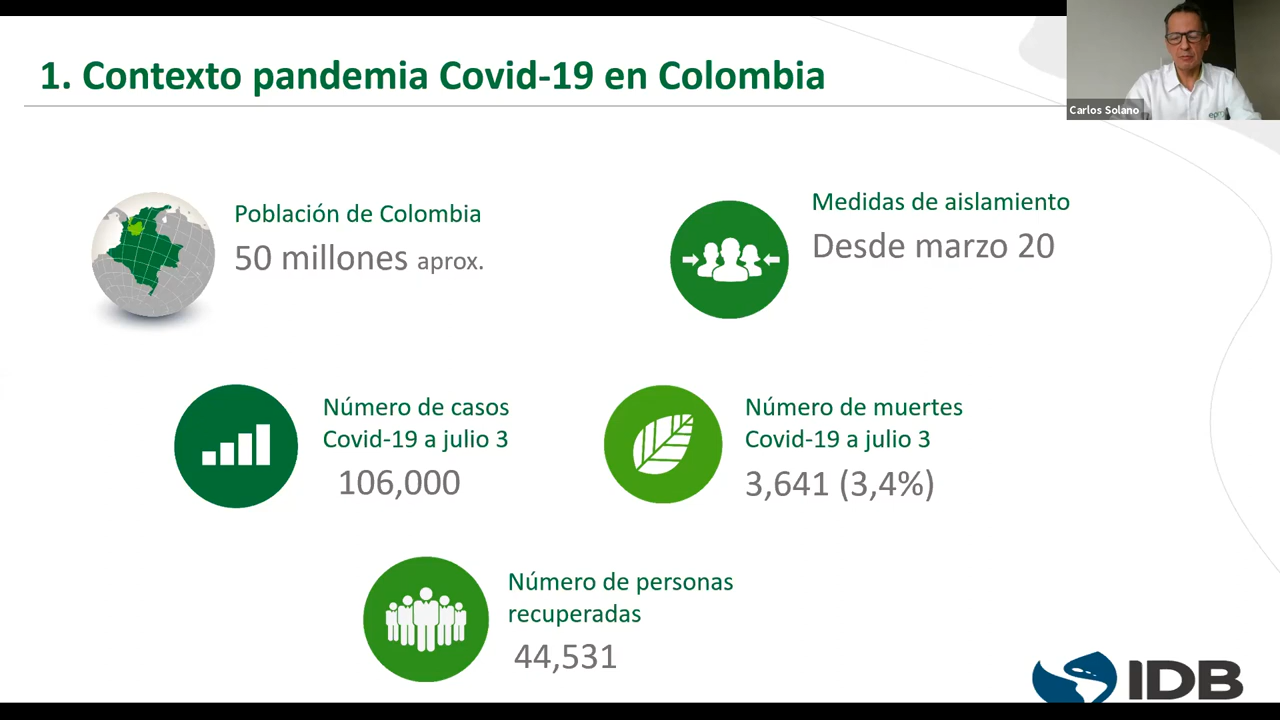 1. Contexto pandemia Covid-19 en Colombia
Carlos Solano
Población de Colombia
50 millones aprox.
Medidas de aislamiento
Desde marzo 20
Número de casos
Covid-19 a julio 3
106,000
Número de muertes
Covid-19 a julio 3
3,641 (3,4%)
Número de personas
recuperadas
44,531
IDB